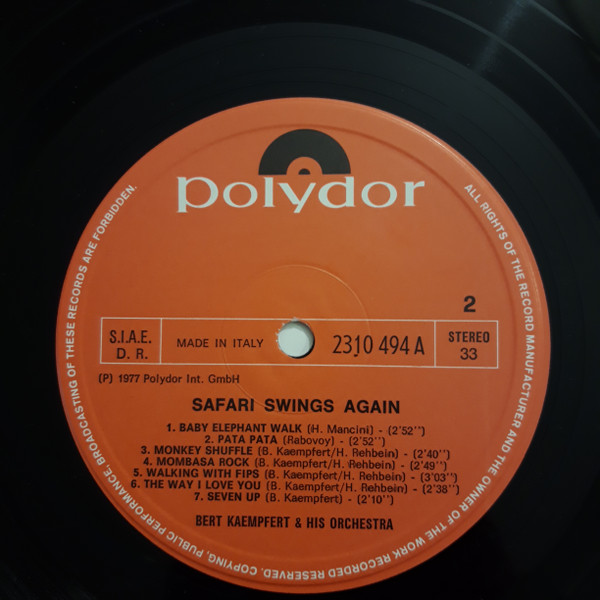 polydor
2
S.I.A.E.
D. R.
MADE IN ITALY
2310 494 A
STEREO
33
(P) 1977 Polydor Int. GmbH
SAFARI SWINGS AGAIN
1. BABY ELEPHANT WALK (H. Mancini) - (2'52'')
2. PATA PATA (Rabovoy) - (2'52'')
3. MONKEY SHUFFLE (B. Kaempfert/H. Rehbein) - (2'40'')
4. MOMBASA ROCK (B. Kaempfert/H. Rehbein) - (2'49'')
5. WALKING WITH FIPS (B. Kaempfert/H. Rehbein) - (3'03'')
6. THE WAY I LOVE YOU (B. Kaempfert/H. Rehbein) - (2'38'')
7. SEVEN UP (B. Kaempfert) - (2'10'')
BERT KAEMPFERT & HIS ORCHESTRA
ALL RIGHTS OF THE RECORD MANUFACTURER AND THE OWNER OF THE WORK RECORDED RESERVED. COPYING, PUBLIC PERFORMANCE, BROADCASTING OF THESE RECORDS ARE FORBIDDEN.